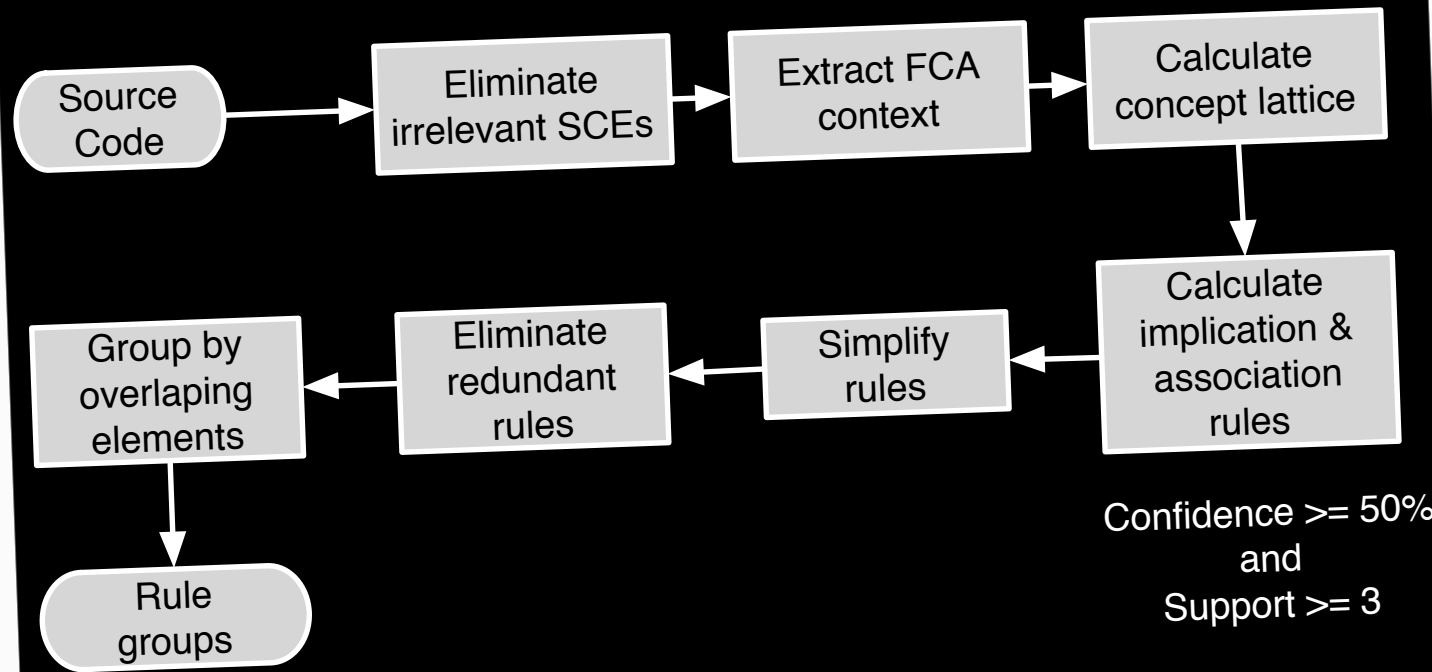 Source
Code
Eliminate
irrelevant SCEs
Extract FCA
context
Calculate
concept lattice
Calculate
implication &
association
rules
Simplify
rules
Eliminate
redundant
rules
Group by
overlaping
elements
Rule
groups
Confidence >= 50%
and
Support >= 3